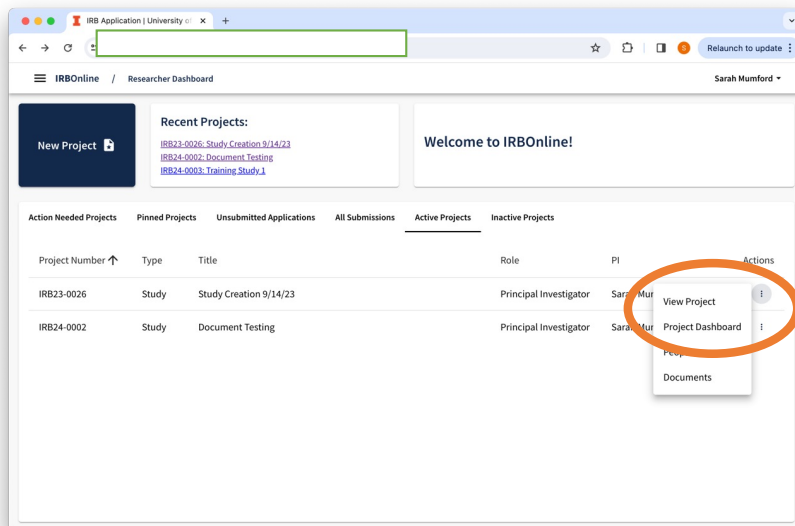 IRB Application | University of
Relaunch to update
S
IRBOnline / Researcher Dashboard
Sarah Mumford
New Project
Recent Projects:
IRB23-0026: Study Creation 9/14/23
IRB24-0002: Document Testing
IRB24-0003: Training Study 1
Welcome to IRBOnline!
Action Needed Projects Pinned Projects Unsubmitted Applications All Submissions Active Projects Inactive Projects
Project Number Type Title Role PI Actions
IRB23-0026 Study Study Creation 9/14/23 Principal Investigator Sarah
View Project
IRB24-0002 Study Document Testing Principal Investigator Sarah
Project Dashboard
People
Documents